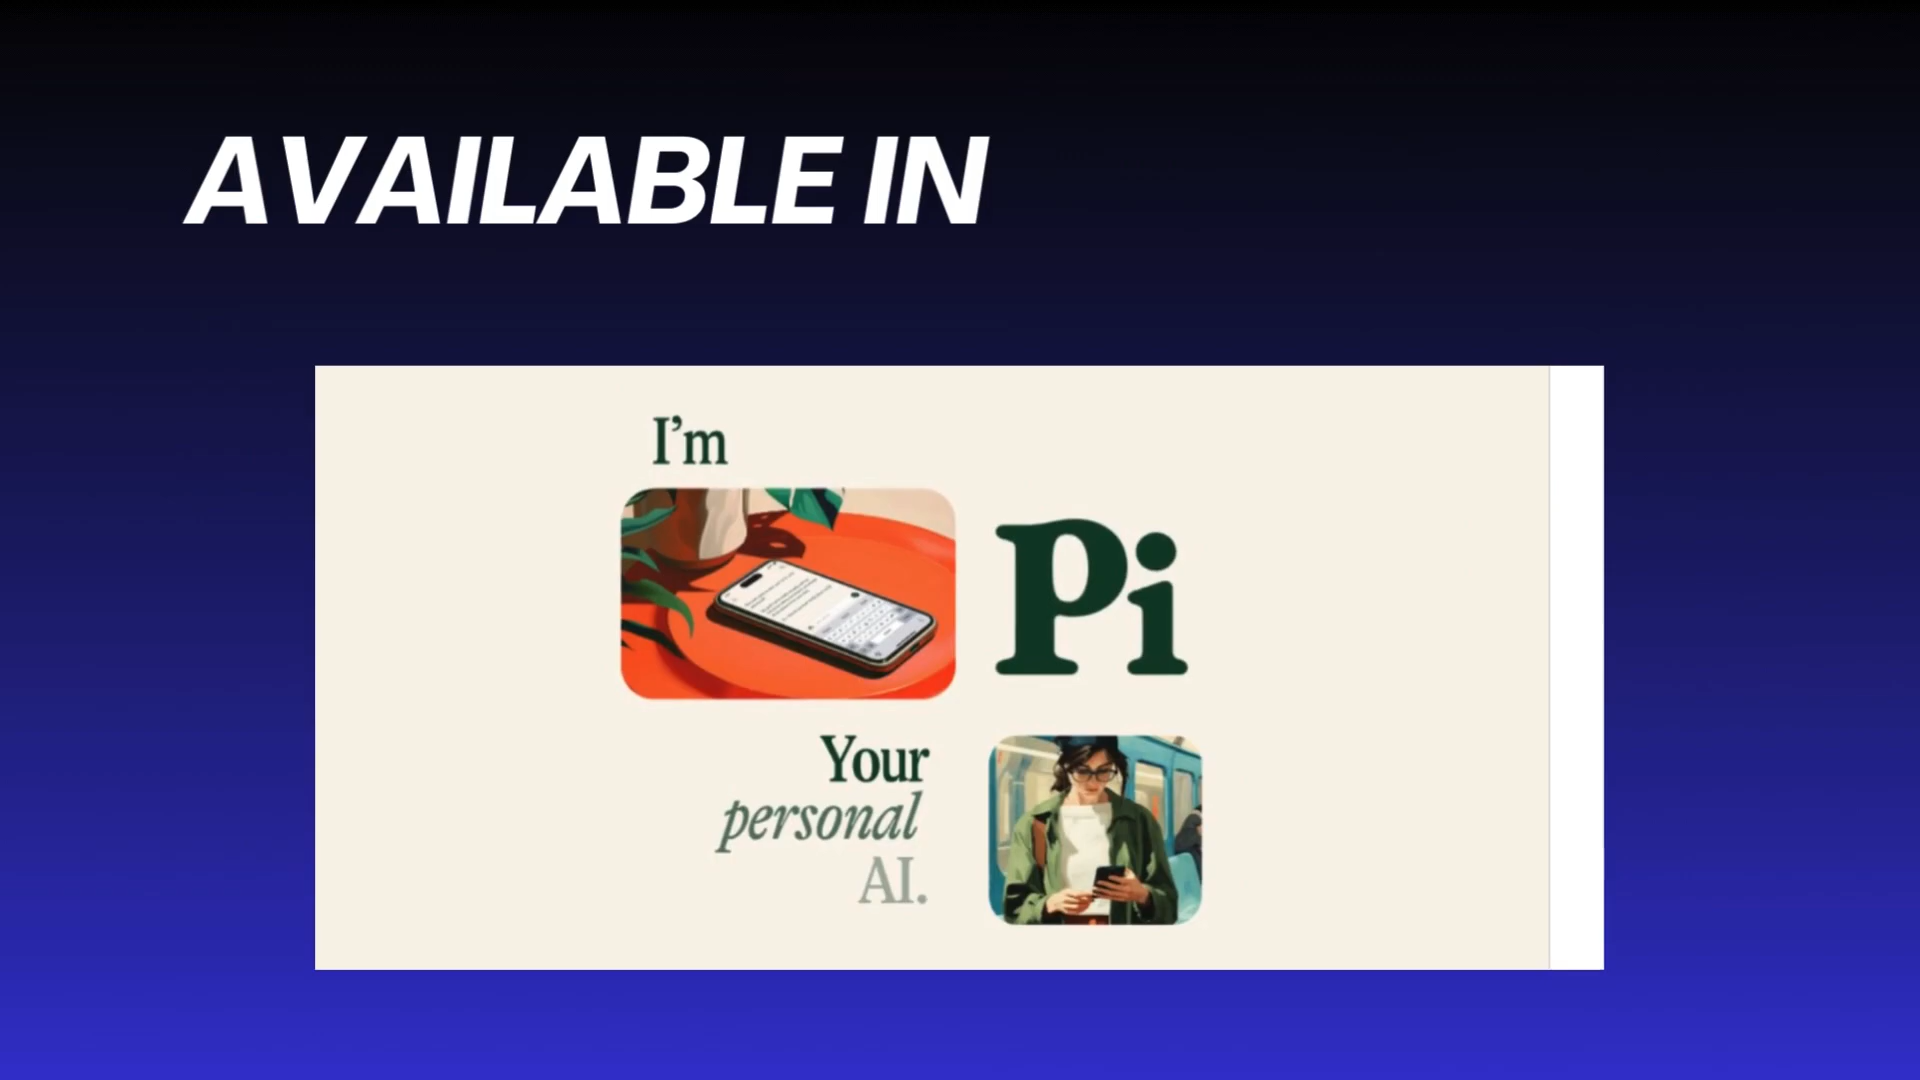 AVAILABLE IN
I'm
Pi
Your
personal
AI.